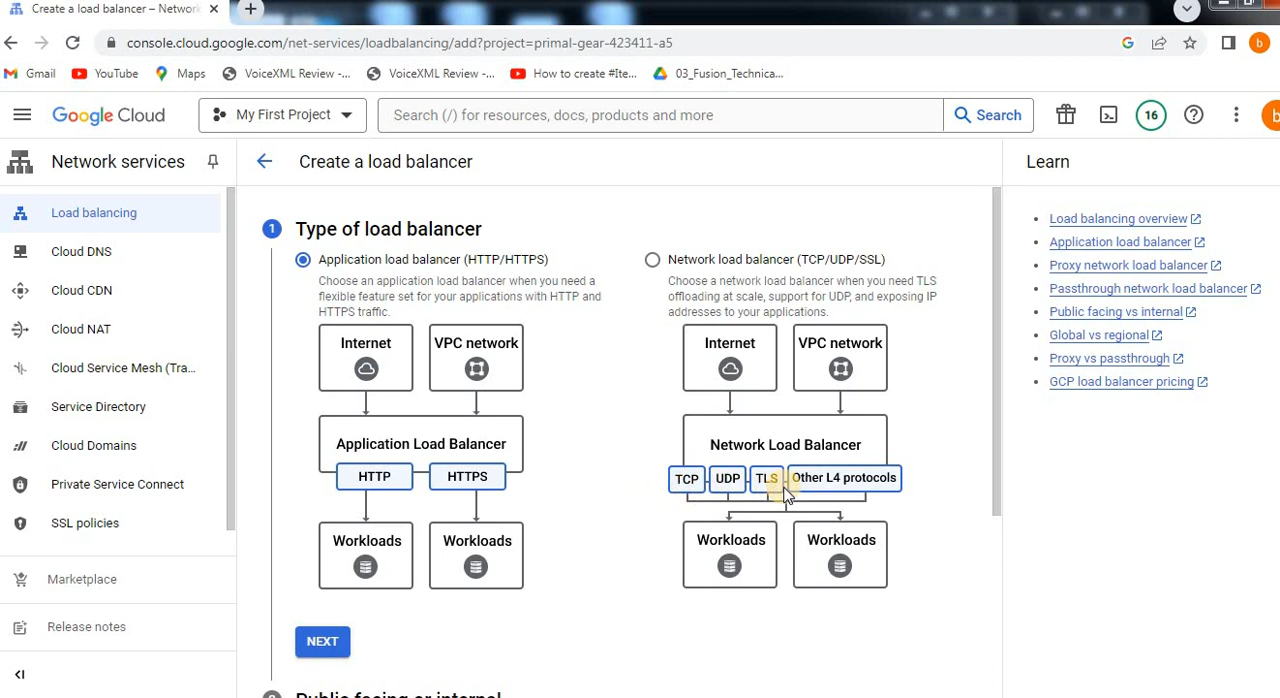 Create a load balancer – Network
console.cloud.google.com/net-services/loadbalancing/add?project=primal-gear-423411-a5
b
Gmail
YouTube
Maps
VoiceXML Review -...
VoiceXML Review -...
How to create #Ite...
03_Fusion_Technica...
Google Cloud
My First Project
Search (/) for resources, docs, products and more
Search
16
b
Network services
Create a load balancer
Learn
Load balancing
Cloud DNS
Cloud CDN
Cloud NAT
Cloud Service Mesh (Tra...
Service Directory
Cloud Domains
Private Service Connect
SSL policies
Marketplace
Release notes
1
Type of load balancer
Application load balancer (HTTP/HTTPS)
Choose an application load balancer when you need a
flexible feature set for your applications with HTTP and
HTTPS traffic.
Internet
VPC network
Application Load Balancer
HTTP
HTTPS
Workloads
Workloads
Network load balancer (TCP/UDP/SSL)
Choose a network load balancer when you need TLS
offloading at scale, support for UDP, and exposing IP
addresses to your applications.
Internet
VPC network
Network Load Balancer
TCP
UDP
TLS
Other L4 protocols
Workloads
Workloads
NEXT
Public facing or internal
Load balancing overview
Application load balancer
Proxy network load balancer
Passthrough network load balancer
Public facing vs internal
Global vs regional
Proxy vs passthrough
GCP load balancer pricing